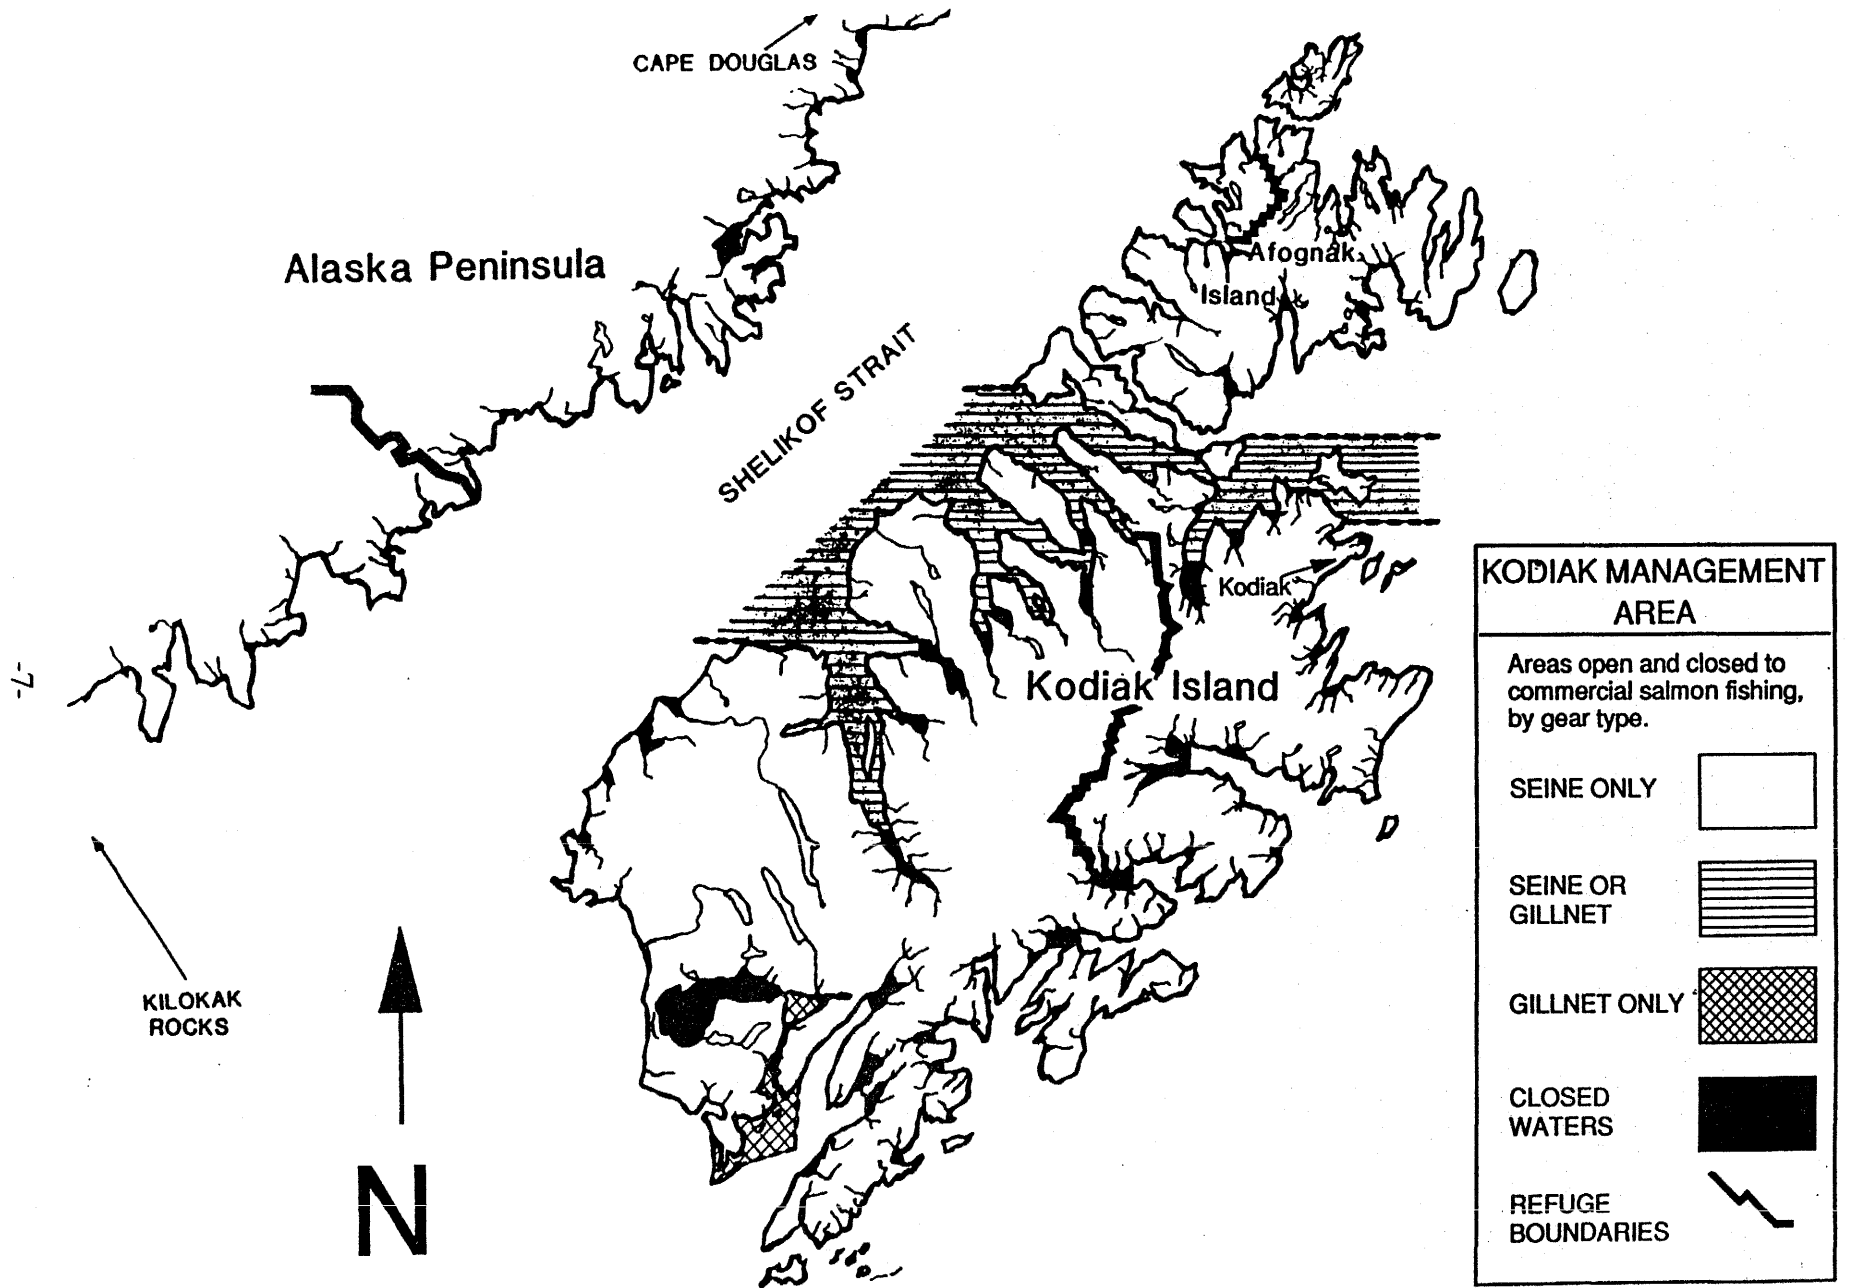 CAPE DOUGLAS
Alaska Peninsula
SHELIKOF STRAIT
Afognak
Island
Kodiak
Kodiak Island
KILOKAK
ROCKS
N
-7-
KODIAK MANAGEMENT
AREA
Areas open and closed to
commercial salmon fishing,
by gear type.
SEINE ONLY
SEINE OR
GILLNET
GILLNET ONLY
CLOSED
WATERS
REFUGE
BOUNDARIES